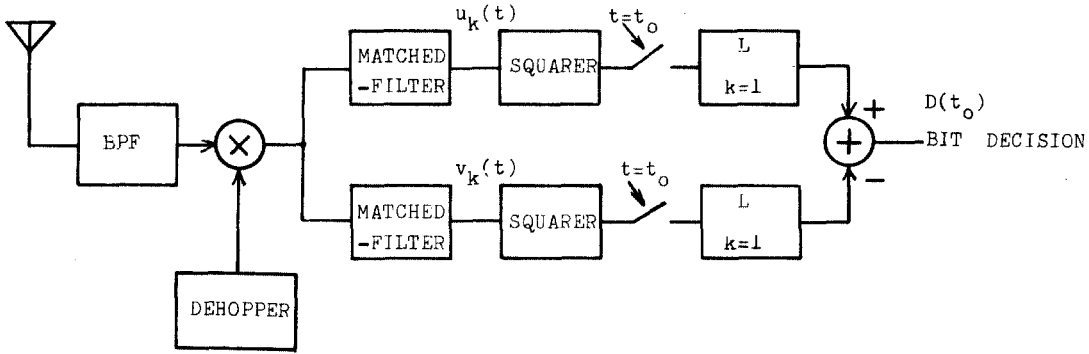 u_k(t)
t=t_o
MATCHED
-FILTER
SQUARER
L
k=1
BPF
×
+
+
−
D(t_o)
BIT DECISION
v_k(t)
t=t_o
MATCHED
-FILTER
SQUARER
L
k=1
DEHOPPER